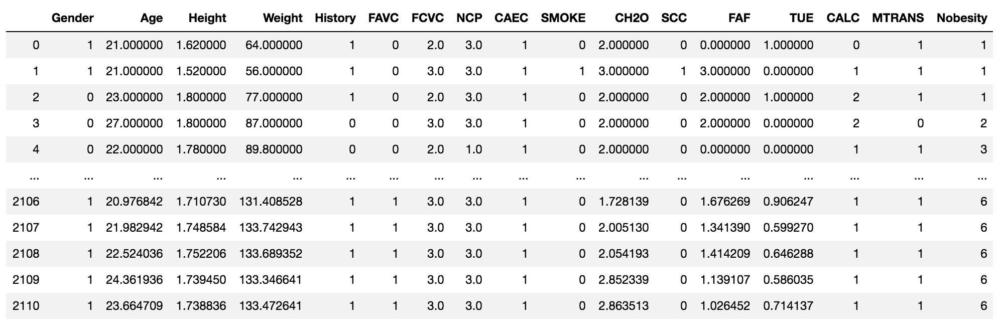 Gender Age Height Weight History FAVC FCVC NCP CAEC SMOKE CH2O SCC FAF TUE CALC MTRANS Nobesity
0 1 21.000000 1.620000 64.000000 1 0 2.0 3.0 1 0 2.000000 0 0.000000 1.000000 0 1 1
1 1 21.000000 1.520000 56.000000 1 0 3.0 3.0 1 1 3.000000 1 3.000000 0.000000 1 1 1
2 0 23.000000 1.800000 77.000000 1 0 2.0 3.0 1 0 2.000000 0 2.000000 1.000000 2 1 1
3 0 27.000000 1.800000 87.000000 0 0 3.0 3.0 1 0 2.000000 0 2.000000 0.000000 2 0 2
4 0 22.000000 1.780000 89.800000 0 0 2.0 1.0 1 0 2.000000 0 0.000000 0.000000 1 1 3
... ... ... ... ... ... ... ... ... ... ... ... ... ... ... ... ... ...
2106 1 20.976842 1.710730 131.408528 1 1 3.0 3.0 1 0 1.728139 0 1.676269 0.906247 1 1 6
2107 1 21.982942 1.748584 133.742943 1 1 3.0 3.0 1 0 2.005130 0 1.341390 0.599270 1 1 6
2108 1 22.524036 1.752206 133.689352 1 1 3.0 3.0 1 0 2.054193 0 1.414209 0.646288 1 1 6
2109 1 24.361936 1.739450 133.346641 1 1 3.0 3.0 1 0 2.852339 0 1.139107 0.586035 1 1 6
2110 1 23.664709 1.738836 133.472641 1 1 3.0 3.0 1 0 2.863513 0 1.026452 0.714137 1 1 6